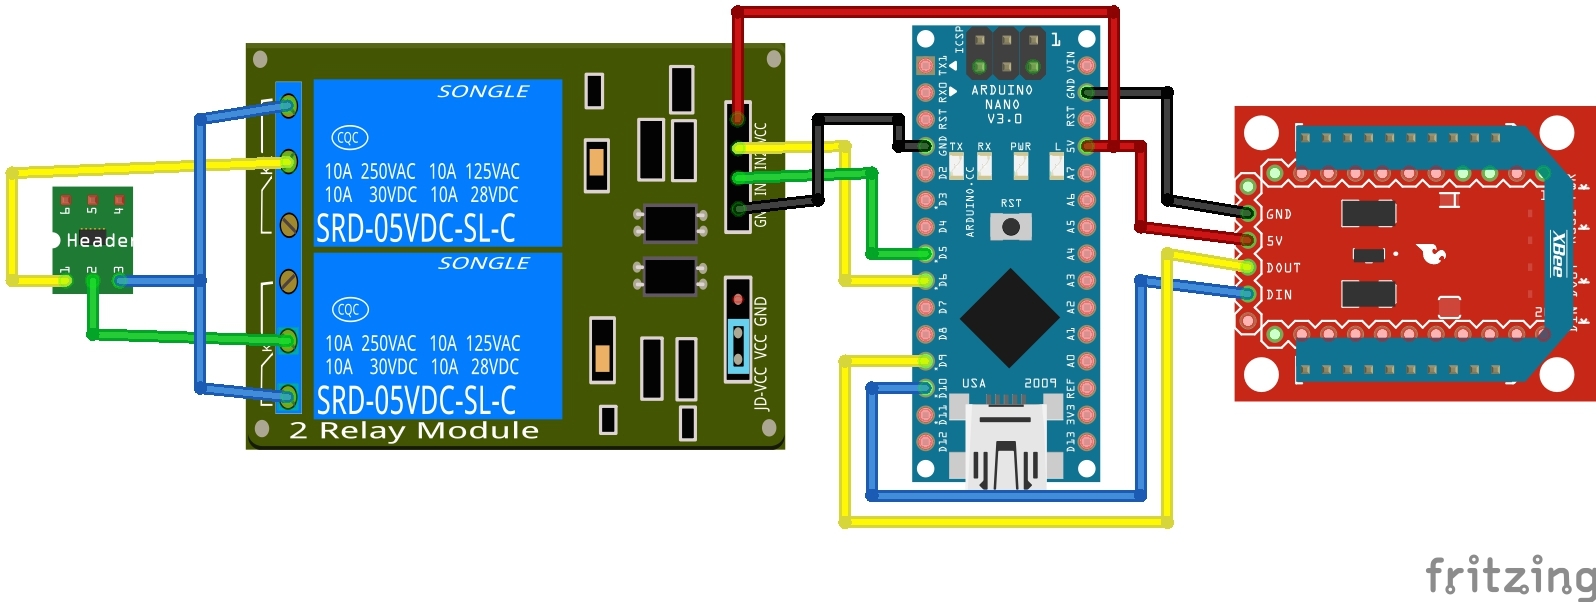 6 5 4
Header
1 2 3
SONGLE
CQC
10A 250VAC 10A 125VAC
10A 30VDC 10A 28VDC
SRD-05VDC-SL-C
SONGLE
CQC
10A 250VAC 10A 125VAC
10A 30VDC 10A 28VDC
SRD-05VDC-SL-C
2 Relay Module
VCC
IN2
IN1
GND
JD-VCC VCC GND
ICSP
1
ARDUINO
NANO
V3.0
TX1
RX0
RST
GND
D2
D3
D4
D5
D6
D7
D8
D9
D10
D11
D12
VIN
GND
RST
5V
A7
A6
A5
A4
A3
A2
A1
A0
REF
3V3
D13
TX RX PWR L
ARDUINO.CC
RST
USA 2009
GND
5V
DOUT
DIN
XBee
fritzing